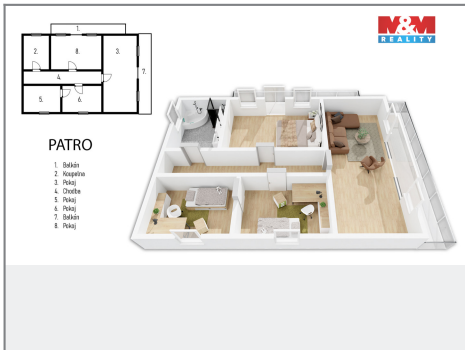 1.
2.
8.
3.
7.
4.
5.
6.
M&M
REALITY
PATRO
1. Balkón
2. Koupelna
3. Pokoj
4. Chodba
5. Pokoj
6. Pokoj
7. Balkón
8. Pokoj